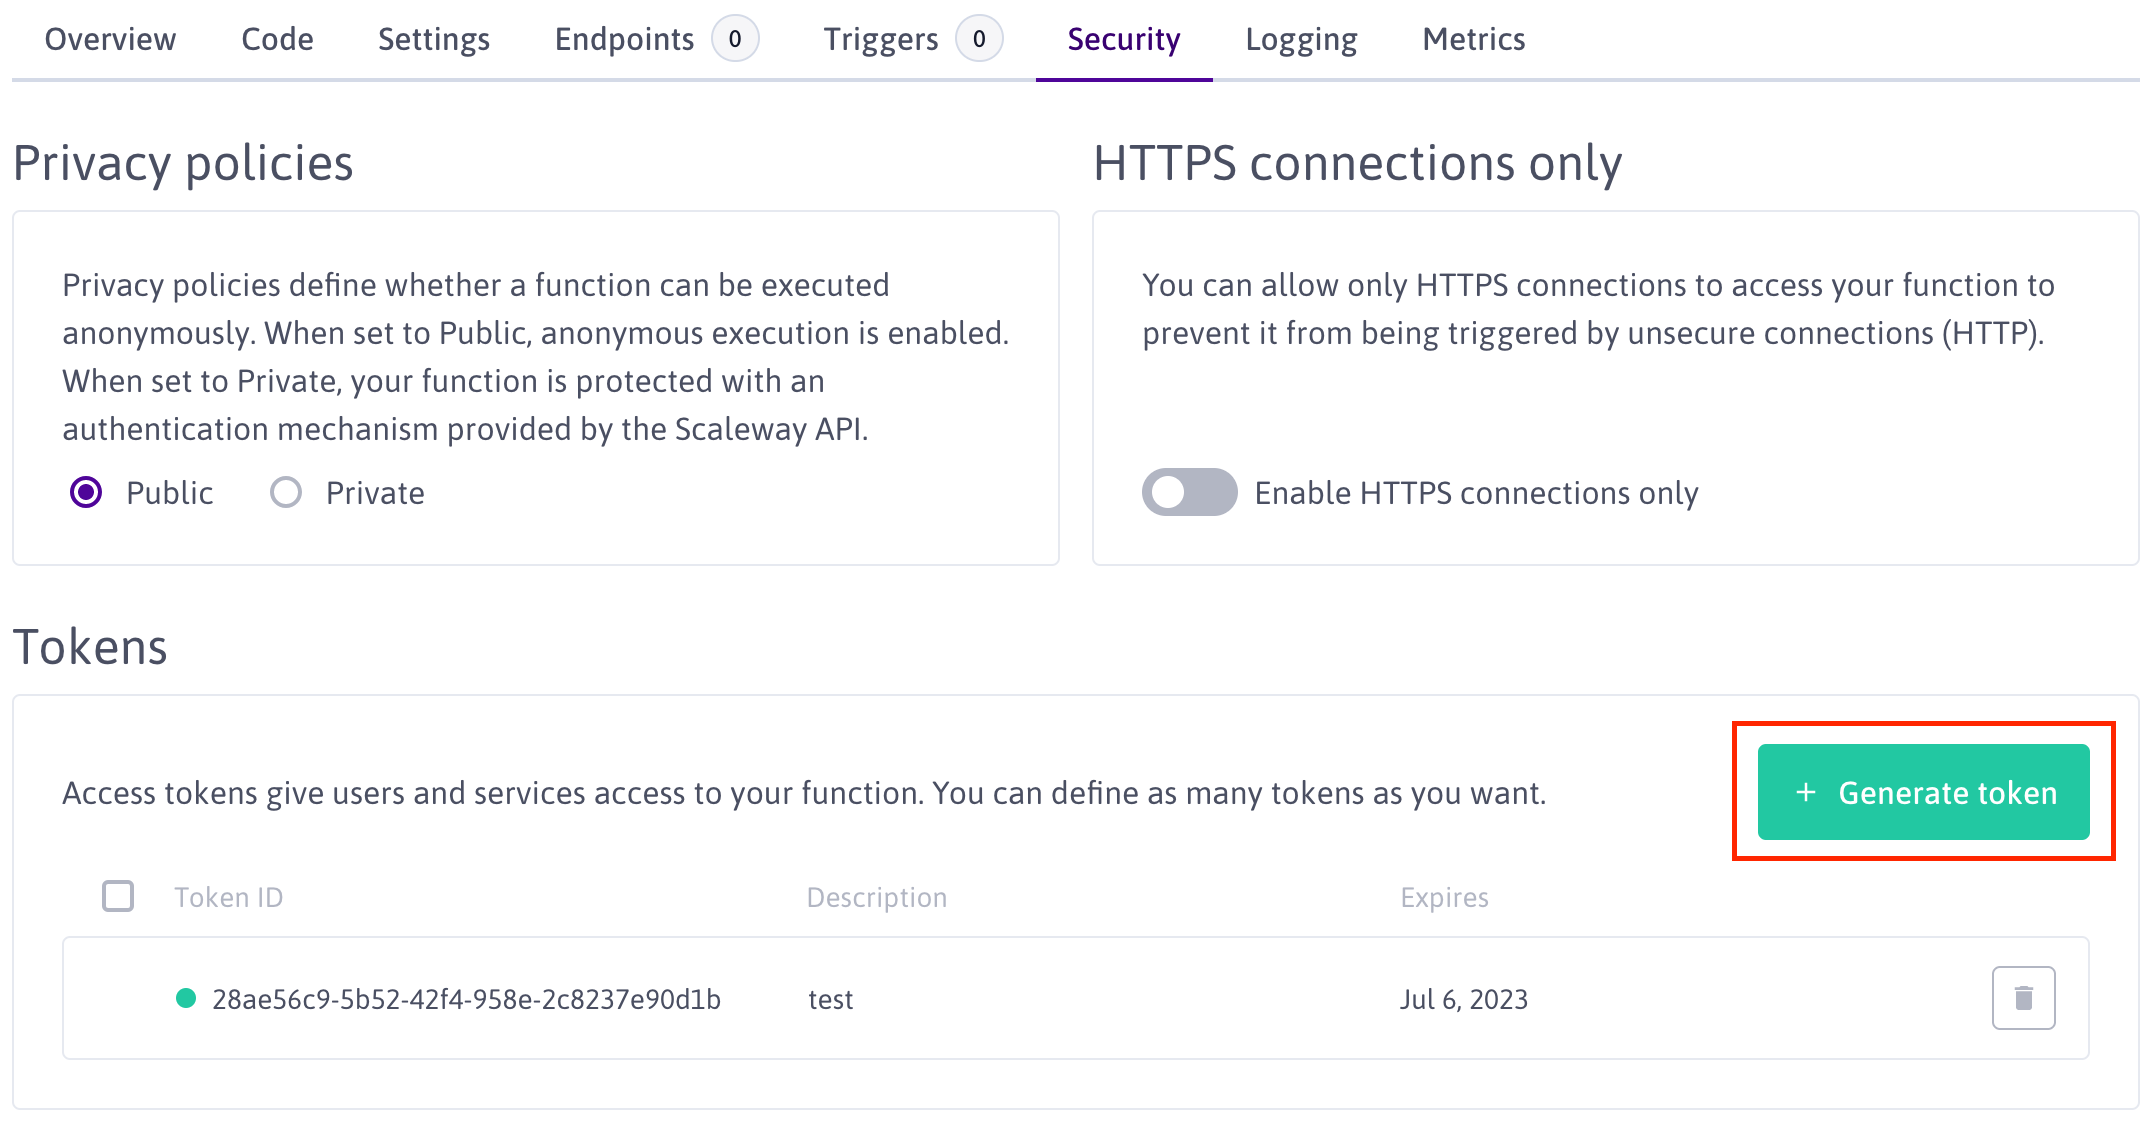 Overview Code Settings Endpoints 0 Triggers 0 Security Logging Metrics
Privacy policies
Privacy policies define whether a function can be executed
anonymously. When set to Public, anonymous execution is enabled.
When set to Private, your function is protected with an
authentication mechanism provided by the Scaleway API.
Public Private
HTTPS connections only
You can allow only HTTPS connections to access your function to
prevent it from being triggered by unsecure connections (HTTP).
Enable HTTPS connections only
Tokens
Access tokens give users and services access to your function. You can define as many tokens as you want.
+ Generate token
Token ID Description Expires
28ae56c9-5b52-42f4-958e-2c8237e90d1b test Jul 6, 2023